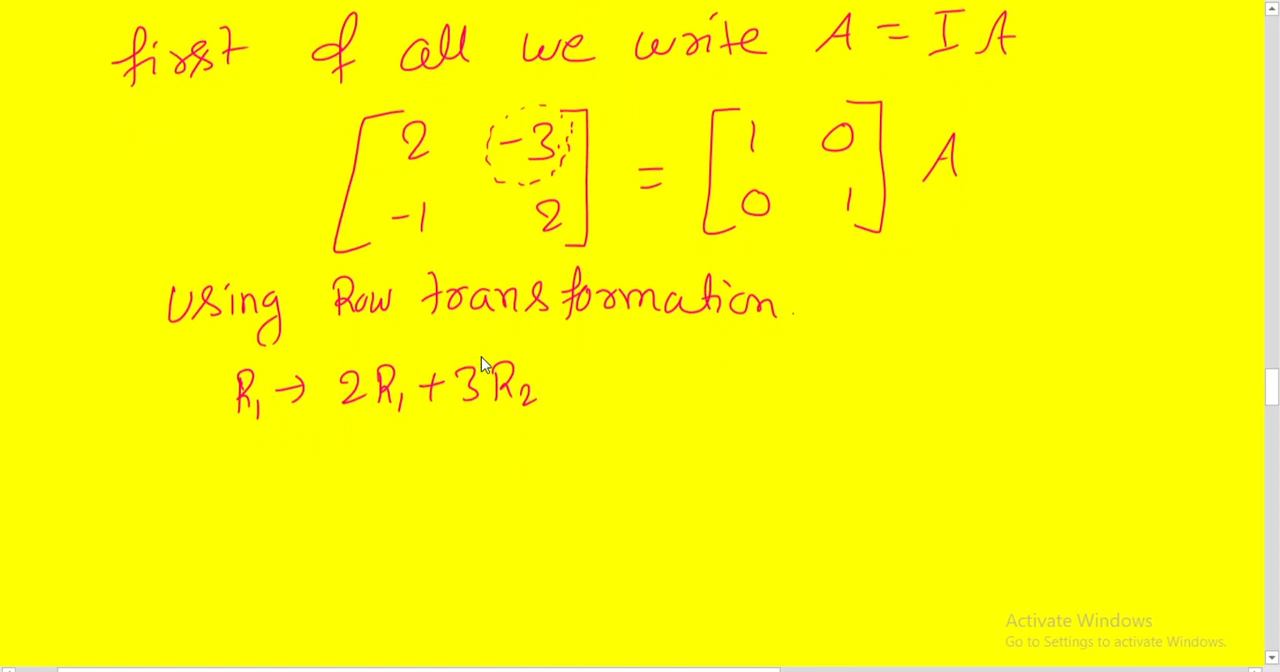 first of all we write A = I A
[ 2 -3 ] = [ 1 0 ] A
[ -1 2 ] [ 0 1 ]
Using Row transformation.
R₁ → 2R₁ + 3R₂
Activate Windows
Go to Settings to activate Windows.